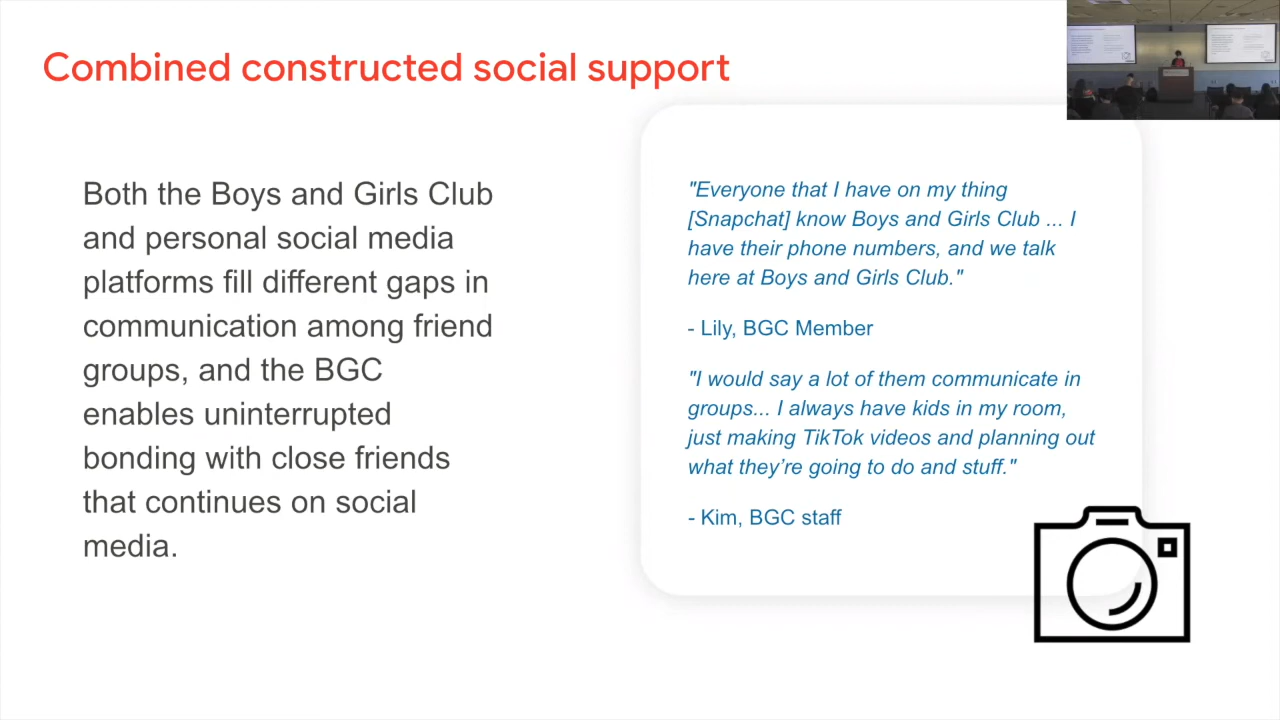 Combined constructed social support
Both the Boys and Girls Club
and personal social media
platforms fill different gaps in
communication among friend
groups, and the BGC
enables uninterrupted
bonding with close friends
that continues on social
media.
"Everyone that I have on my thing
[Snapchat] know Boys and Girls Club ... I
have their phone numbers, and we talk
here at Boys and Girls Club."
- Lily, BGC Member
"I would say a lot of them communicate in
groups... I always have kids in my room,
just making TikTok videos and planning out
what they're going to do and stuff."
- Kim, BGC staff